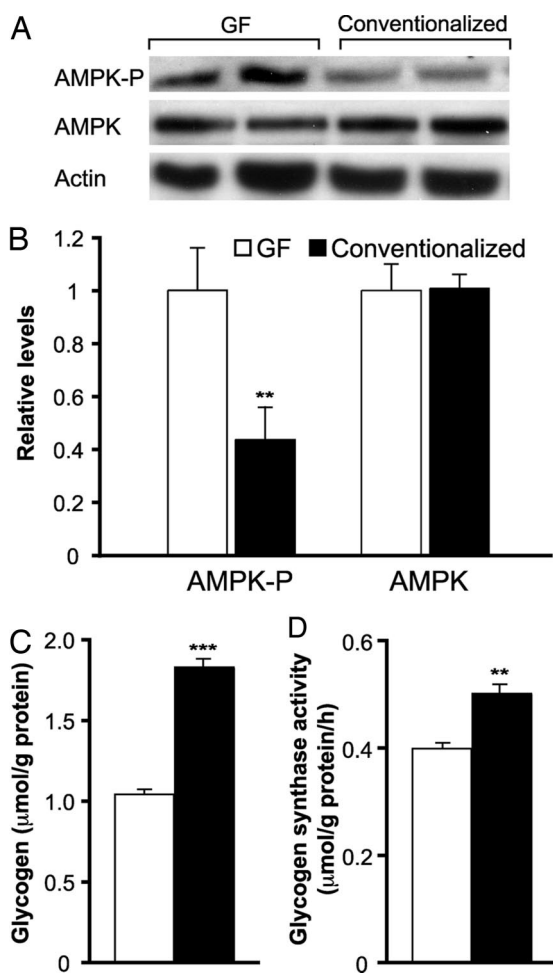 A
GF Conventionalized
AMPK-P
AMPK
Actin
B
GF Conventionalized
Relative levels
1.2
1
0.8
0.6
0.4
0.2
0
**
AMPK-P AMPK
C
Glycogen (μmol/g protein)
2.0
1.5
1.0
0.5
0
***
D
Glycogen synthase activity
(μmol/g protein/h)
0.6
0.4
0.2
0
**